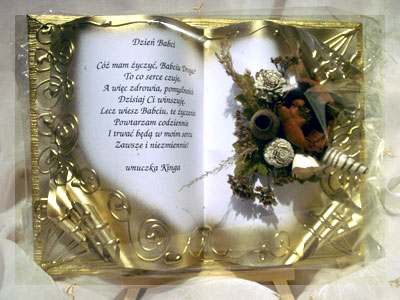 Dzień Babci
Cóż mam życzyć, Babciu Droga?
To co serce czuje,
A więc zdrowia, pomyślności
Dzisiaj Ci winszuję.
Lecz wiesz Babciu, te życzenia
Powtarzam codziennie
I trwać będą w moim sercu
Zawsze i niezmiennie!
wnuczka Kinga